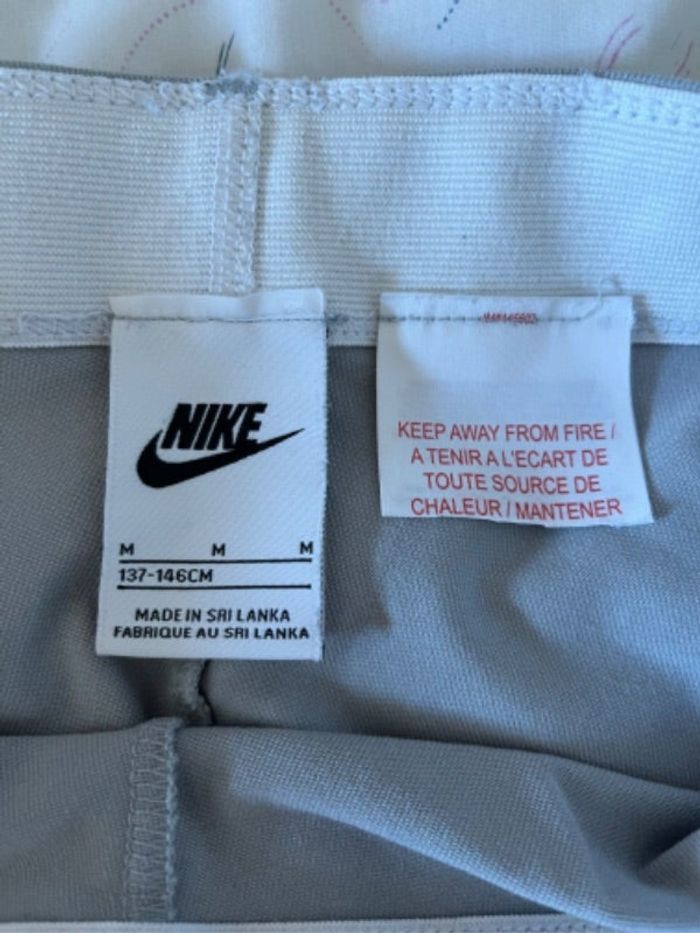 NIKE
M M M
137-146CM
MADE IN SRI LANKA
FABRIQUE AU SRI LANKA
KEEP AWAY FROM FIRE /
A TENIR A L'ECART DE
TOUTE SOURCE DE
CHALEUR / MANTENER